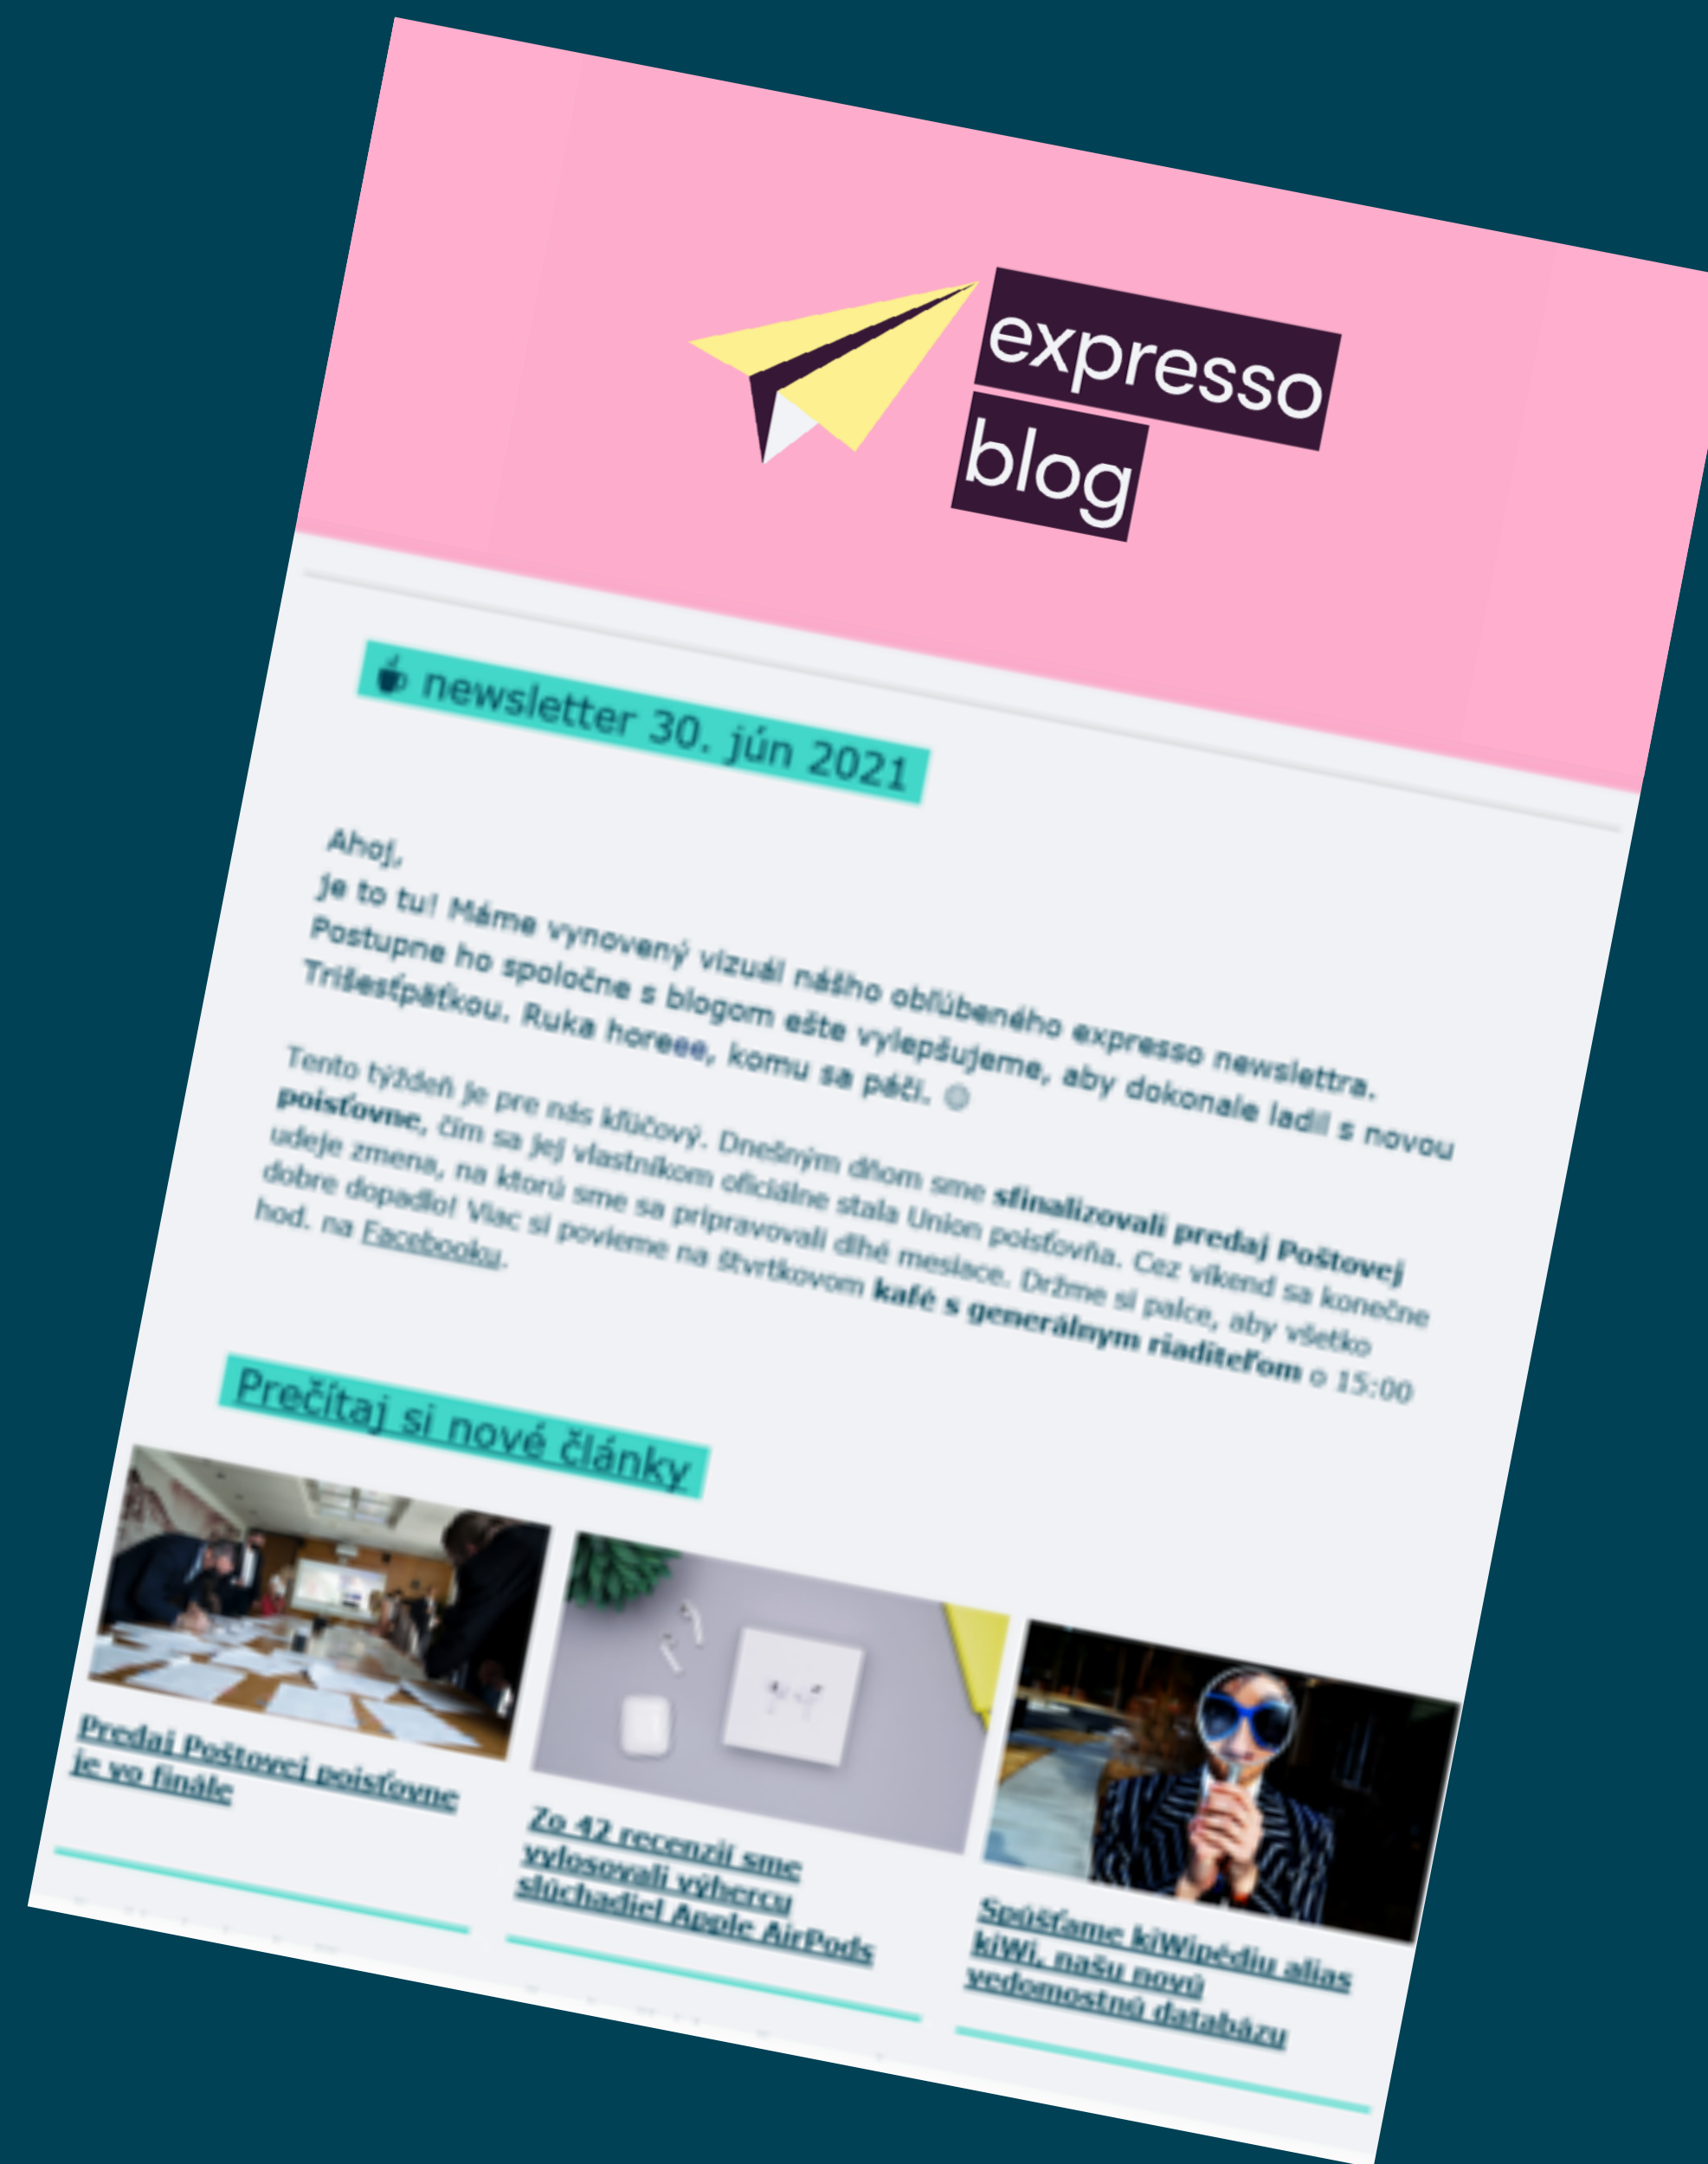 expresso
blog
newsletter 30. jún 2021
Ahoj,
je to tu! Máme vynovený vizuál nášho obľúbeného expresso newslettra.
Postupne ho spoločne s blogom ešte vylepšujeme, aby dokonale ladil s novou
Trišesťpäťkou. Ruka horeee, komu sa páči.
Tento týždeň je pre nás kľúčový. Dnešným dňom sme sfinalizovali predaj Poštovej
poisťovne, čím sa jej vlastníkom oficiálne stala Union poisťovňa. Cez víkend sa konečne
udeje zmena, na ktorú sme sa pripravovali dlhé mesiace. Držme si palce, aby všetko
dobre dopadlo! Viac si povieme na štvrtkovom kafé s generálnym riaditeľom o 15:00
hod. na Facebooku.
Prečítaj si nové články
Predaj Poštovej poisťovne
je vo finále
Zo 42 recenzií sme
vylosovali výhercu
slúchadiel Apple AirPods
Spúšťame kiWipédiu alias
kiWi, našu novú
vedomostnú databázu